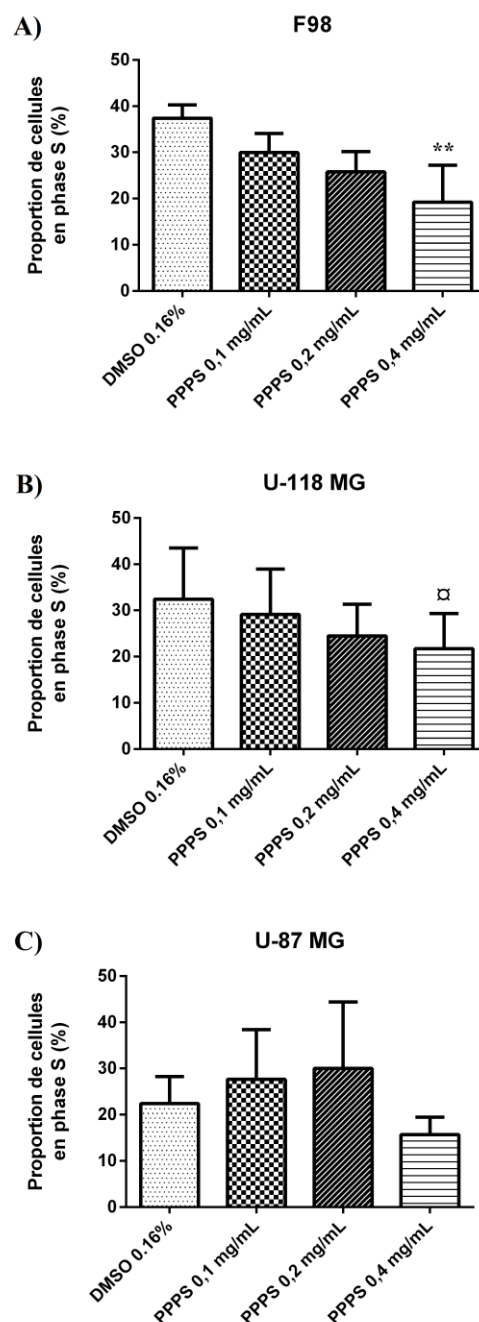 A)
F98
Proportion de cellules
en phase S (%)
50
40
30
20
10
0
**
DMSO 0.16%
PPPS 0,1 mg/mL
PPPS 0,2 mg/mL
PPPS 0,4 mg/mL
B)
U-118 MG
Proportion de cellules
en phase S (%)
50
40
30
20
10
0
¤
DMSO 0.16%
PPPS 0,1 mg/mL
PPPS 0,2 mg/mL
PPPS 0,4 mg/mL
C)
U-87 MG
Proportion de cellules
en phase S (%)
50
40
30
20
10
0
DMSO 0.16%
PPPS 0,1 mg/mL
PPPS 0,2 mg/mL
PPPS 0,4 mg/mL